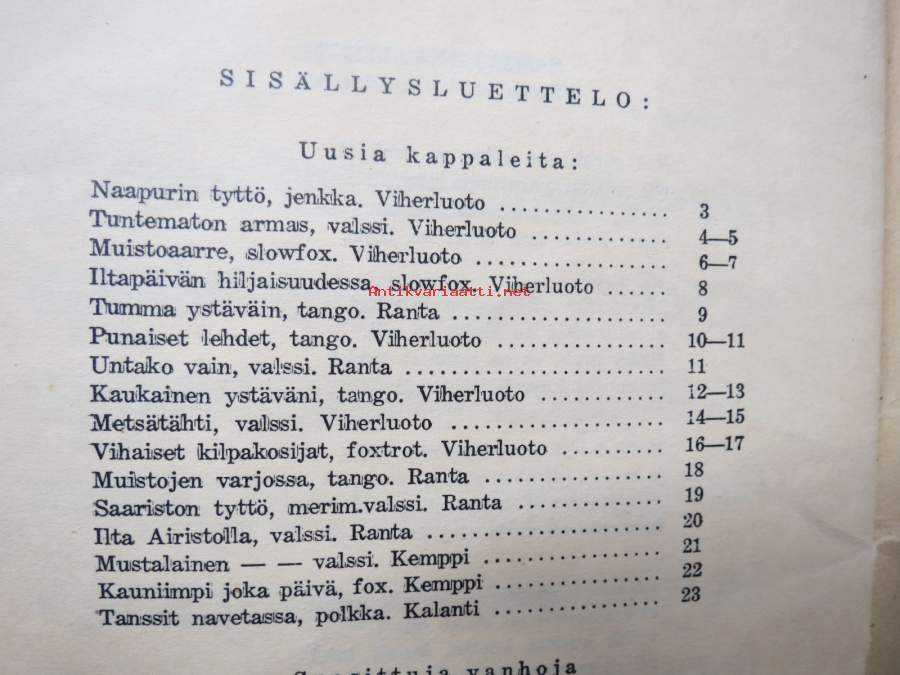 SISÄLLYSLUETTELO:
Uusia kappaleita:
Naapurin tyttö, jenkka. Viherluoto ................. 3
Tuntematon armas, valssi. Viherluoto ............. 4—5
Muistoaarre, slowfox. Viherluoto ................... 6—7
Iltapäivän hiljaisuudessa, slowfox. Viherluoto ...... 8
Antikvariaatti.net
Tumma ystäväin, tango. Ranta ...................... 9
Punaiset lehdet, tango. Viherluoto ................. 10—11
Untako vain, valssi. Ranta .......................... 11
Kaukainen ystäväni, tango. Viherluoto ............. 12—13
Metsätähti, valssi. Viherluoto ...................... 14—15
Vihaiset kilpakosijat, foxtrot. Viherluoto .......... 16—17
Muistojen varjossa, tango. Ranta .................. 18
Saariston tyttö, merim.valssi. Ranta ............... 19
Ilta Airistolla, valssi. Ranta ......................... 20
Mustalainen — — valssi. Kemppi ................... 21
Kauniimpi joka päivä, fox. Kemppi ................. 22
Tanssit navetassa, polkka. Kalanti ................. 23
Suosittuja vanhoja